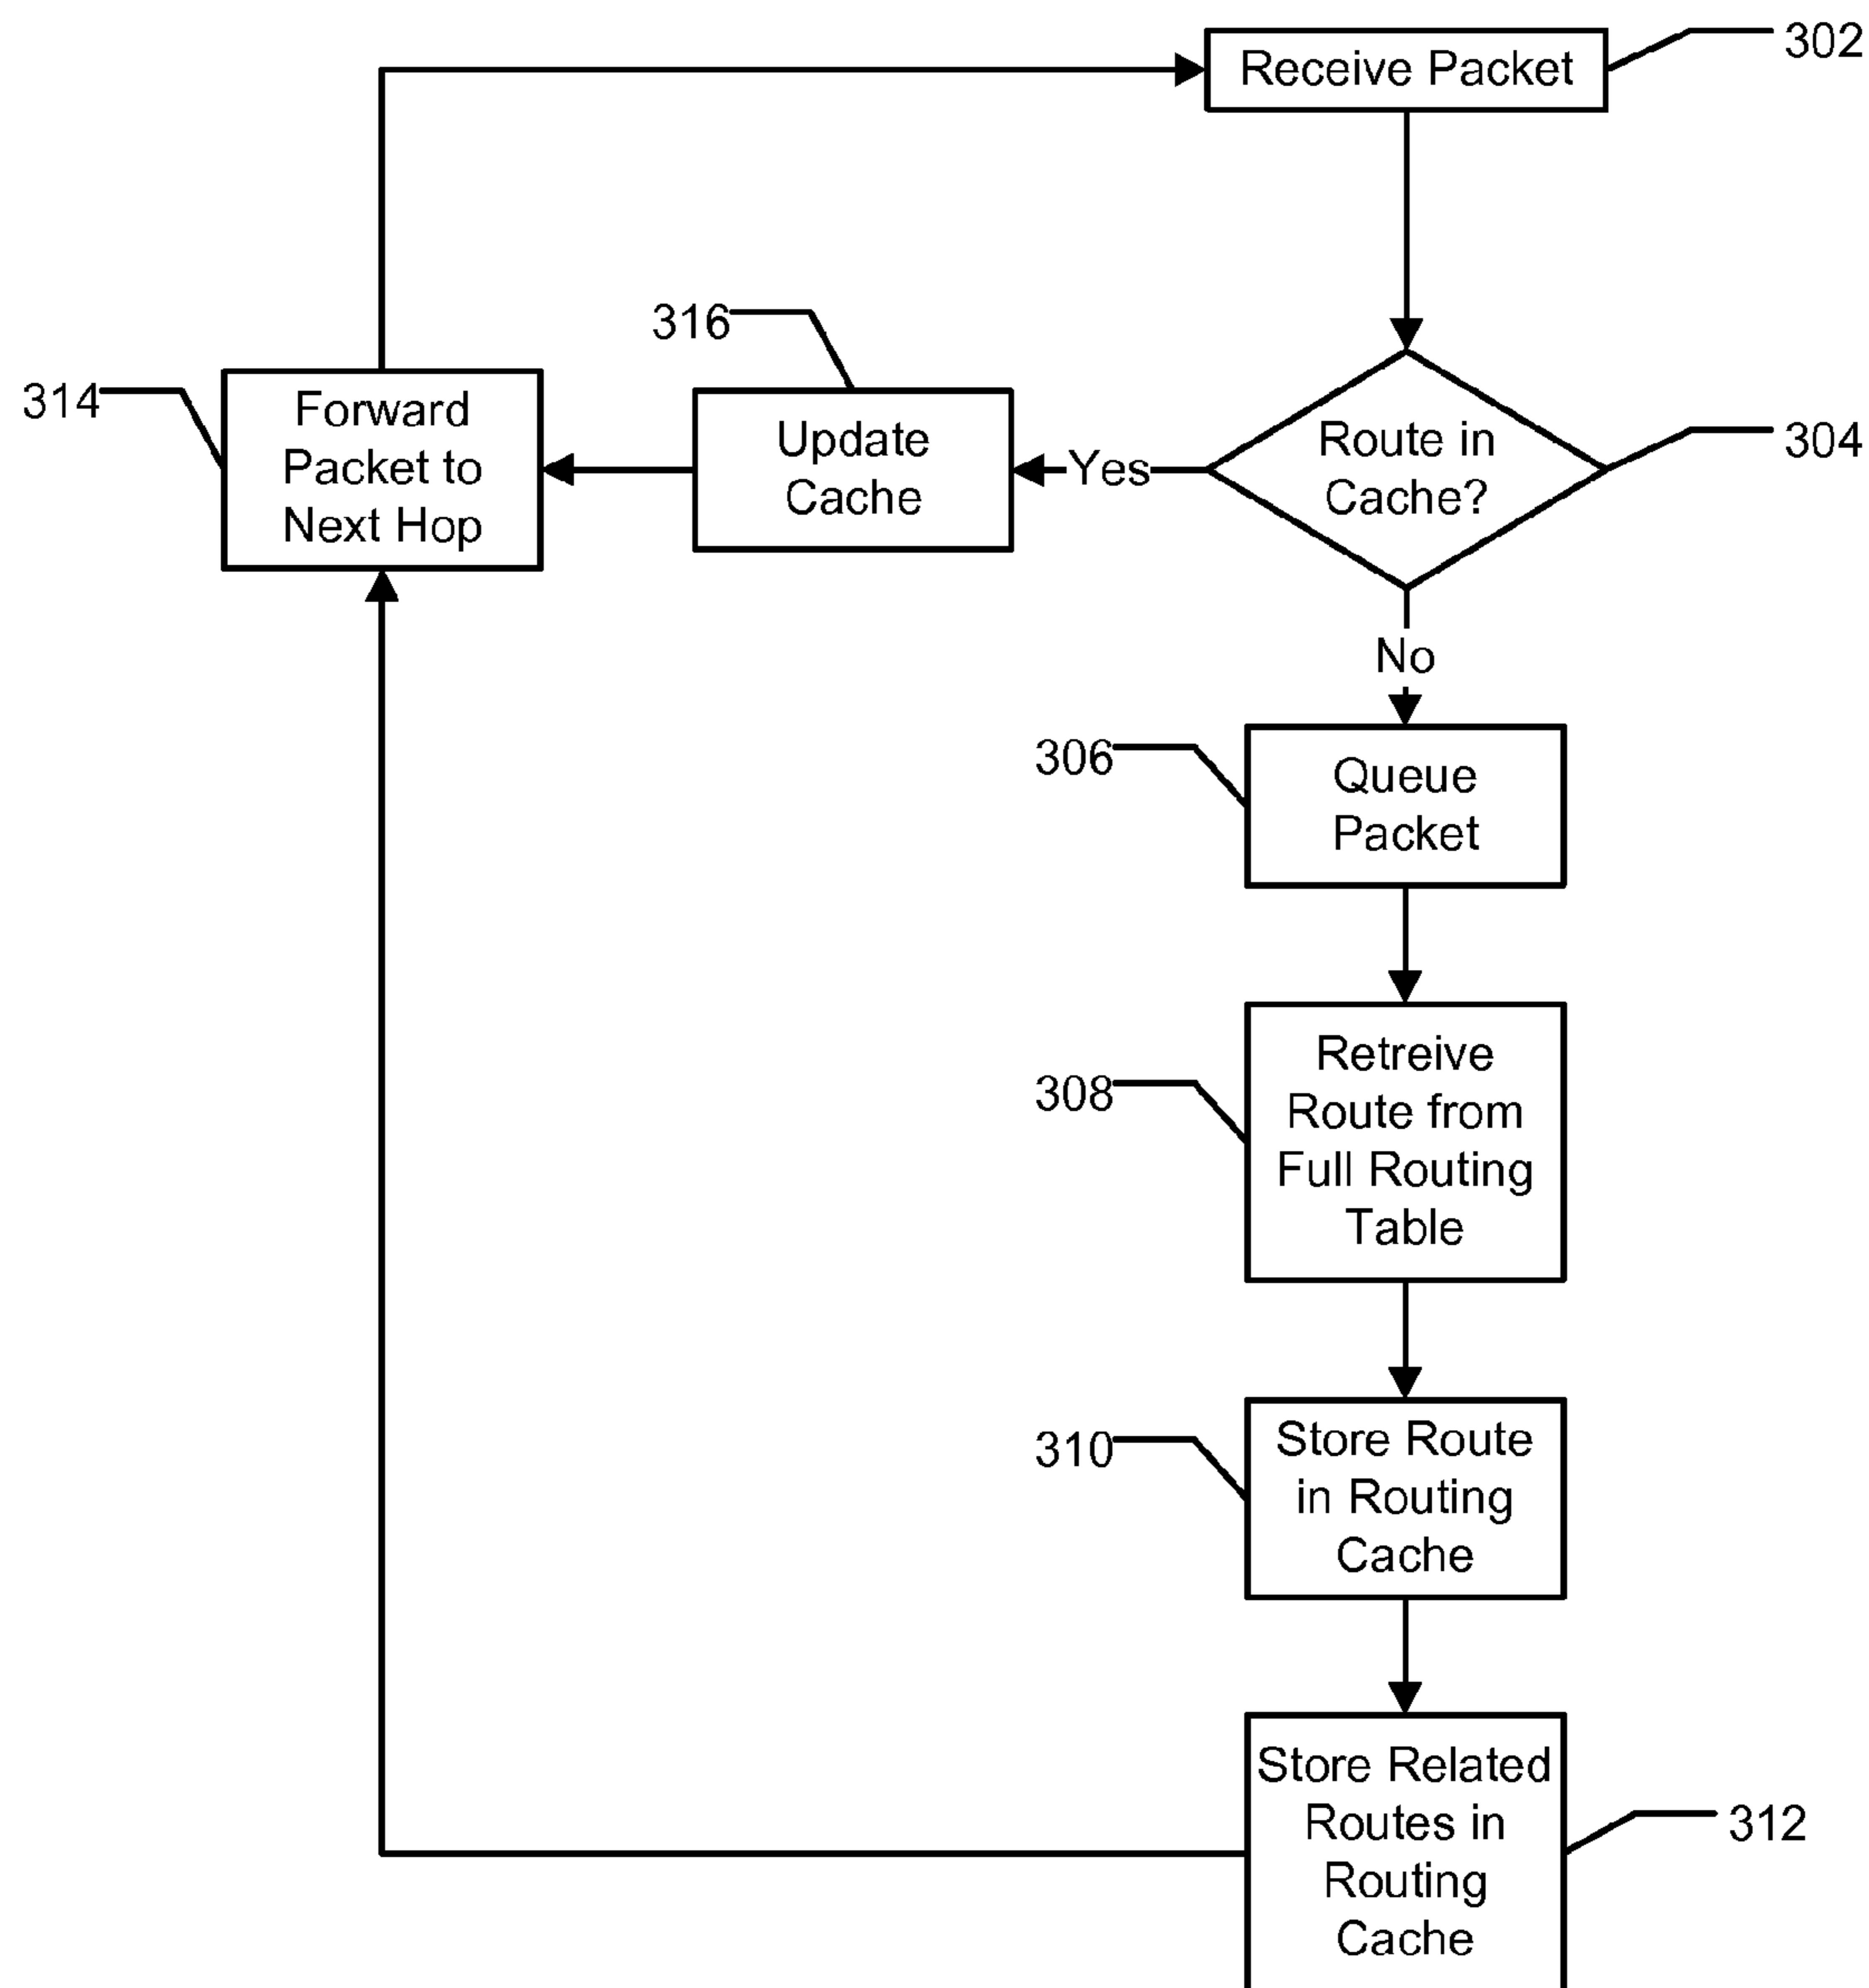 Receive Packet
302
316
314
Forward
Packet to
Next Hop
Update
Cache
Yes
Route in
Cache?
304
No
306
Queue
Packet
308
Retreive
Route from
Full Routing
Table
310
Store Route
in Routing
Cache
Store Related
Routes in
Routing
Cache
312